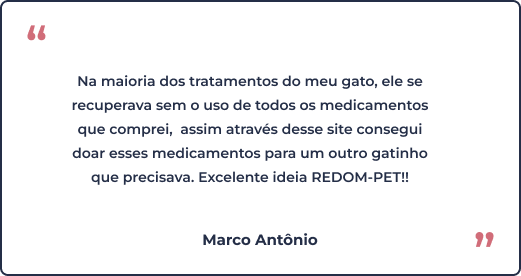 “
Na maioria dos tratamentos do meu gato, ele se
recuperava sem o uso de todos os medicamentos
que comprei,  assim através desse site consegui
doar esses medicamentos para um outro gatinho
que precisava. Excelente ideia REDOM-PET!!
Marco Antônio
”